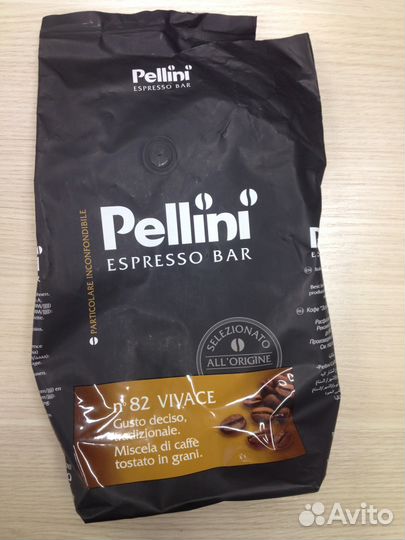 Pellini
ESPRESSO BAR
PARTICOLARE INCONFONDIBILE
Pellini
ESPRESSO BAR
SELEZIONATO
ALL'ORIGINE
n°82 VIVACE
Gusto deciso,
tradizionale.
Miscela di caffè
tostato in grani.
Avito